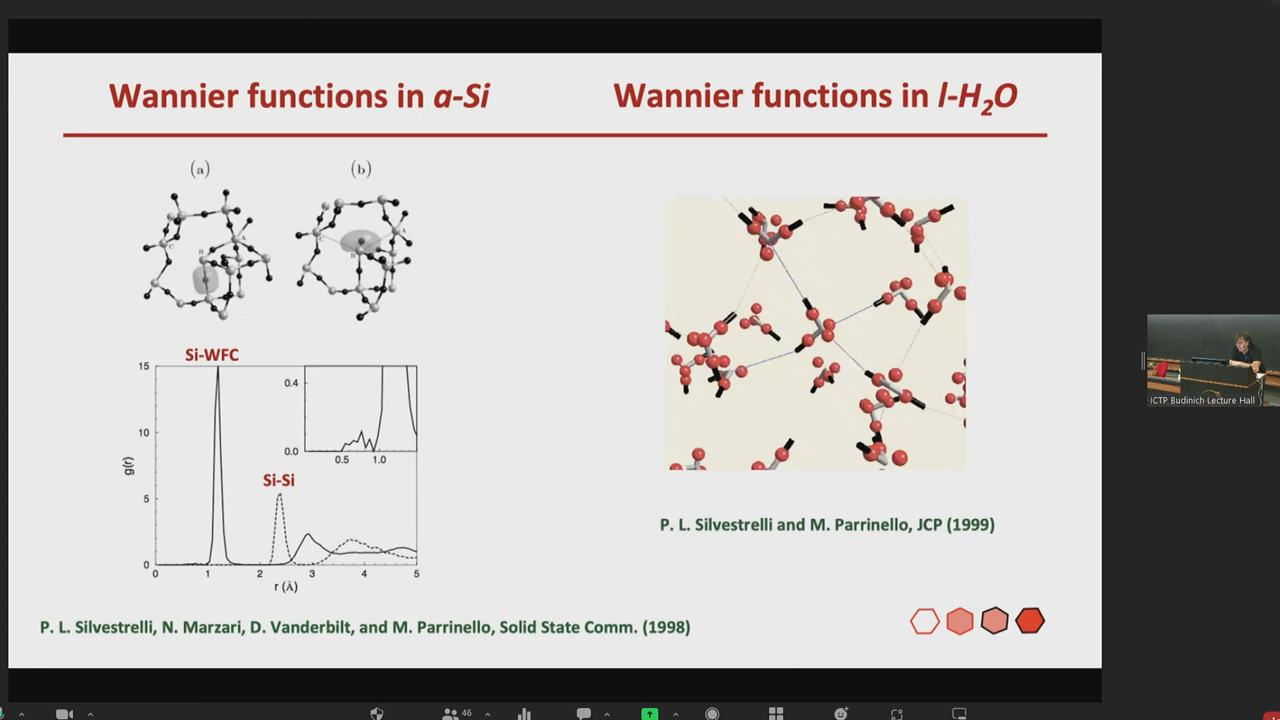 Wannier functions in a-Si
Wannier functions in l-H₂O
(a)
(b)
C
B
A
C
B
A
Si-WFC
15
10
5
0
g(r)
0.4
0.0
0.5
1.0
Si-Si
0
1
2
3
4
5
r (Å)
P. L. Silvestrelli and M. Parrinello, JCP (1999)
P. L. Silvestrelli, N. Marzari, D. Vanderbilt, and M. Parrinello, Solid State Comm. (1998)
ICTP Budinich Lecture Hall
46